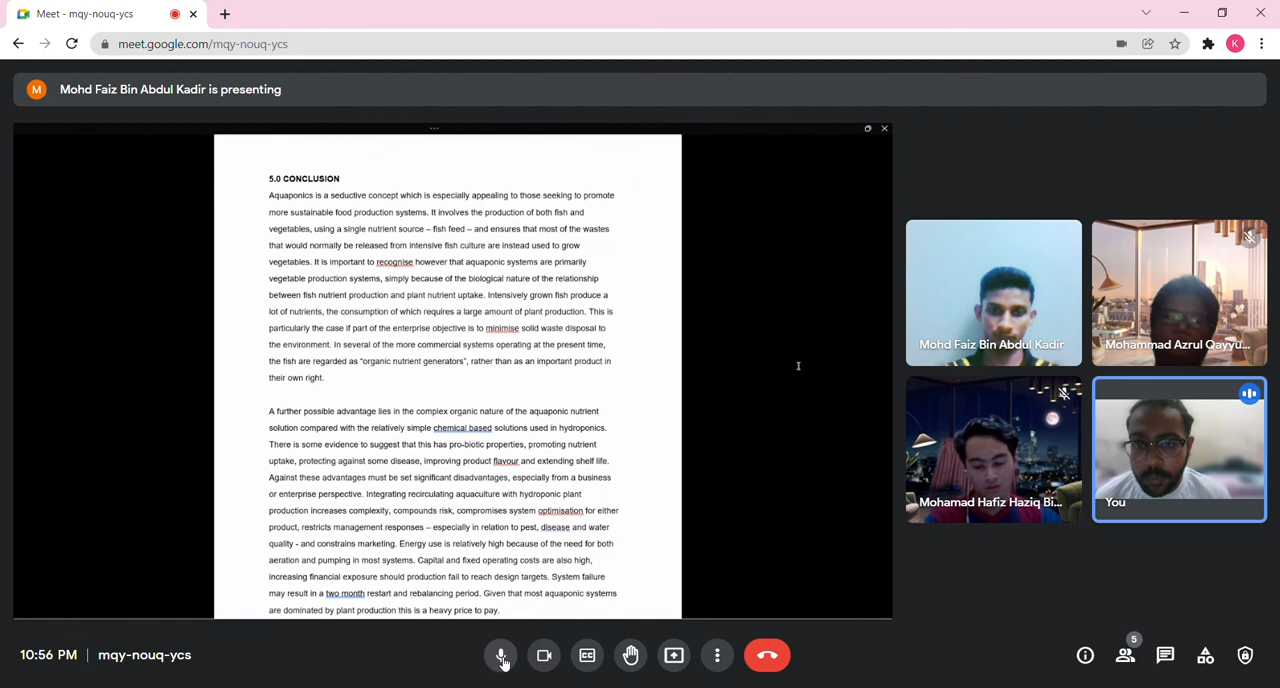 Meet - mqy-nouq-ycs
meet.google.com/mqy-nouq-ycs
K
M
Mohd Faiz Bin Abdul Kadir is presenting
5.0 CONCLUSION
Aquaponics is a seductive concept which is especially appealing to those seeking to promote
more sustainable food production systems. It involves the production of both fish and
vegetables, using a single nutrient source – fish feed – and ensures that most of the wastes
that would normally be released from intensive fish culture are instead used to grow
vegetables. It is important to recognise however that aquaponic systems are primarily
vegetable production systems, simply because of the biological nature of the relationship
between fish nutrient production and plant nutrient uptake. Intensively grown fish produce a
lot of nutrients, the consumption of which requires a large amount of plant production. This is
particularly the case if part of the enterprise objective is to minimise solid waste disposal to
the environment. In several of the more commercial systems operating at the present time,
the fish are regarded as "organic nutrient generators", rather than as an important product in
their own right.
A further possible advantage lies in the complex organic nature of the aquaponic nutrient
solution compared with the relatively simple chemical based solutions used in hydroponics.
There is some evidence to suggest that this has pro-biotic properties, promoting nutrient
uptake, protecting against some disease, improving product flavour and extending shelf life.
Against these advantages must be set significant disadvantages, especially from a business
or enterprise perspective. Integrating recirculating aquaculture with hydroponic plant
production increases complexity, compounds risk, compromises system optimisation for either
product, restricts management responses – especially in relation to pest, disease and water
quality - and constrains marketing. Energy use is relatively high because of the need for both
aeration and pumping in most systems. Capital and fixed operating costs are also high,
increasing financial exposure should production fail to reach design targets. System failure
may result in a two month restart and rebalancing period. Given that most aquaponic systems
are dominated by plant production this is a heavy price to pay.
Mohd Faiz Bin Abdul Kadir
Mohammad Azrul Qayyu...
Mohamad Hafiz Haziq Bi...
You
10:56 PM | mqy-nouq-ycs
5